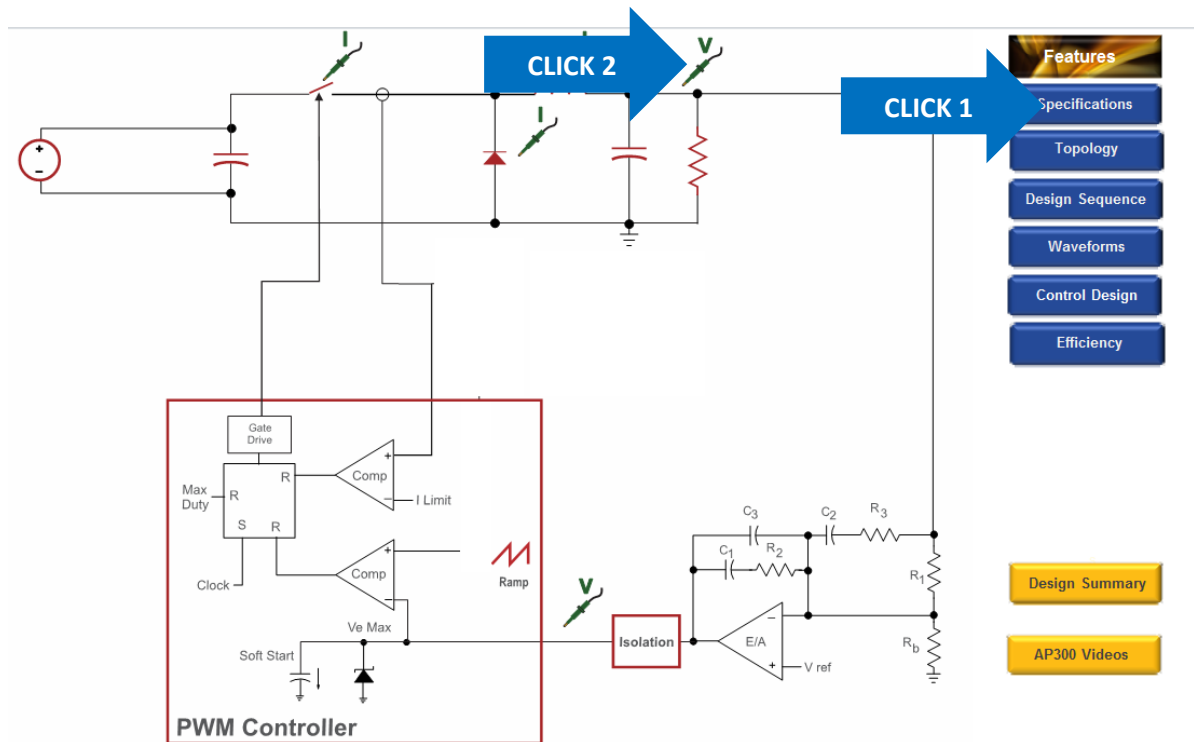 I
CLICK 2
V
Features
CLICK 1
Specifications
I
+
−
Topology
Design Sequence
Waveforms
Control Design
Efficiency
Gate
Drive
R
Comp
+
−
I Limit
Max
Duty
R
S
R
Comp
+
−
Clock
Ramp
Ve Max
Soft Start
PWM Controller
V
Isolation
C3
C2
R3
C1
R2
R1
E/A
−
+
V ref
Rb
Design Summary
AP300 Videos